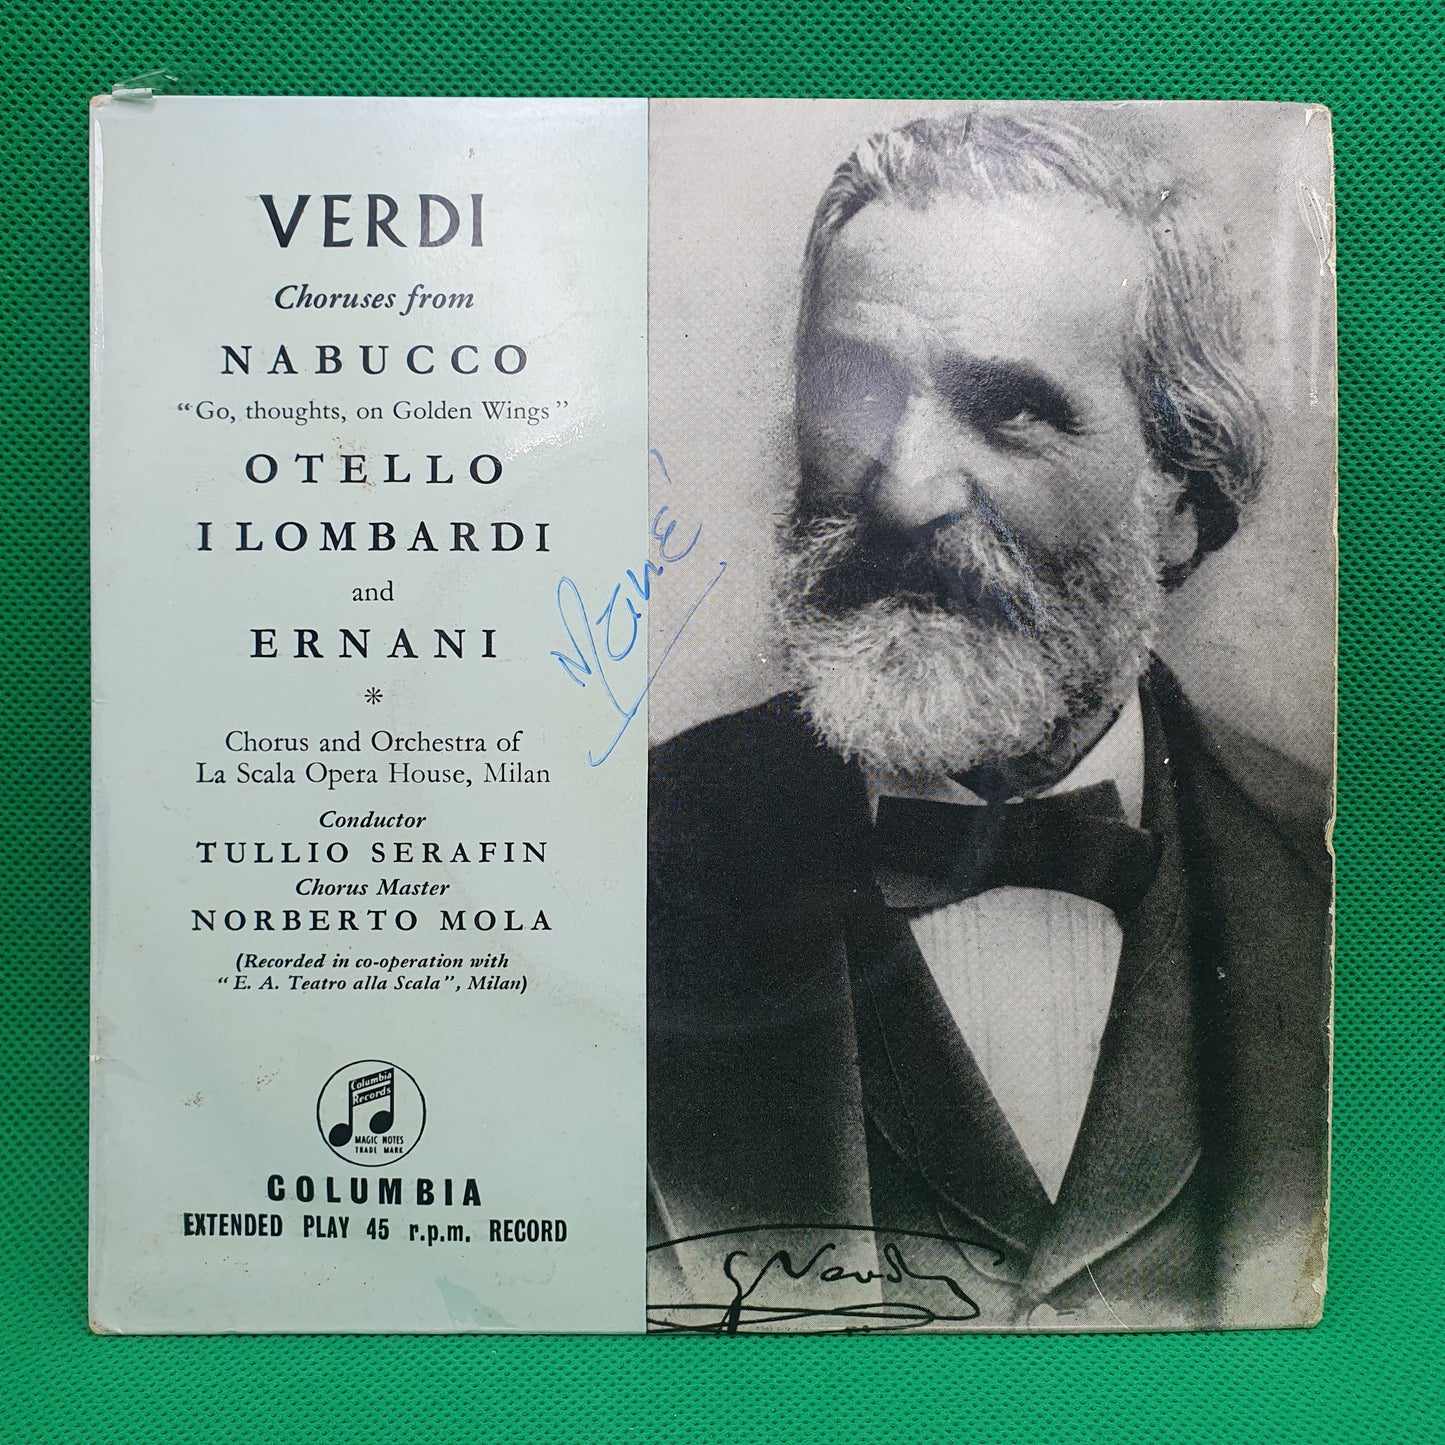 VERDI
Choruses from
NABUCCO
“Go, thoughts, on Golden Wings”
OTELLO
I LOMBARDI
and
ERNANI
*
Chorus and Orchestra of
La Scala Opera House, Milan
Conductor
TULLIO SERAFIN
Chorus Master
NORBERTO MOLA
(Recorded in co-operation with
“E. A. Teatro alla Scala”, Milan)
Columbia
Records
MAGIC NOTES
TRADE MARK
COLUMBIA
EXTENDED PLAY 45 r.p.m. RECORD
G Verdi